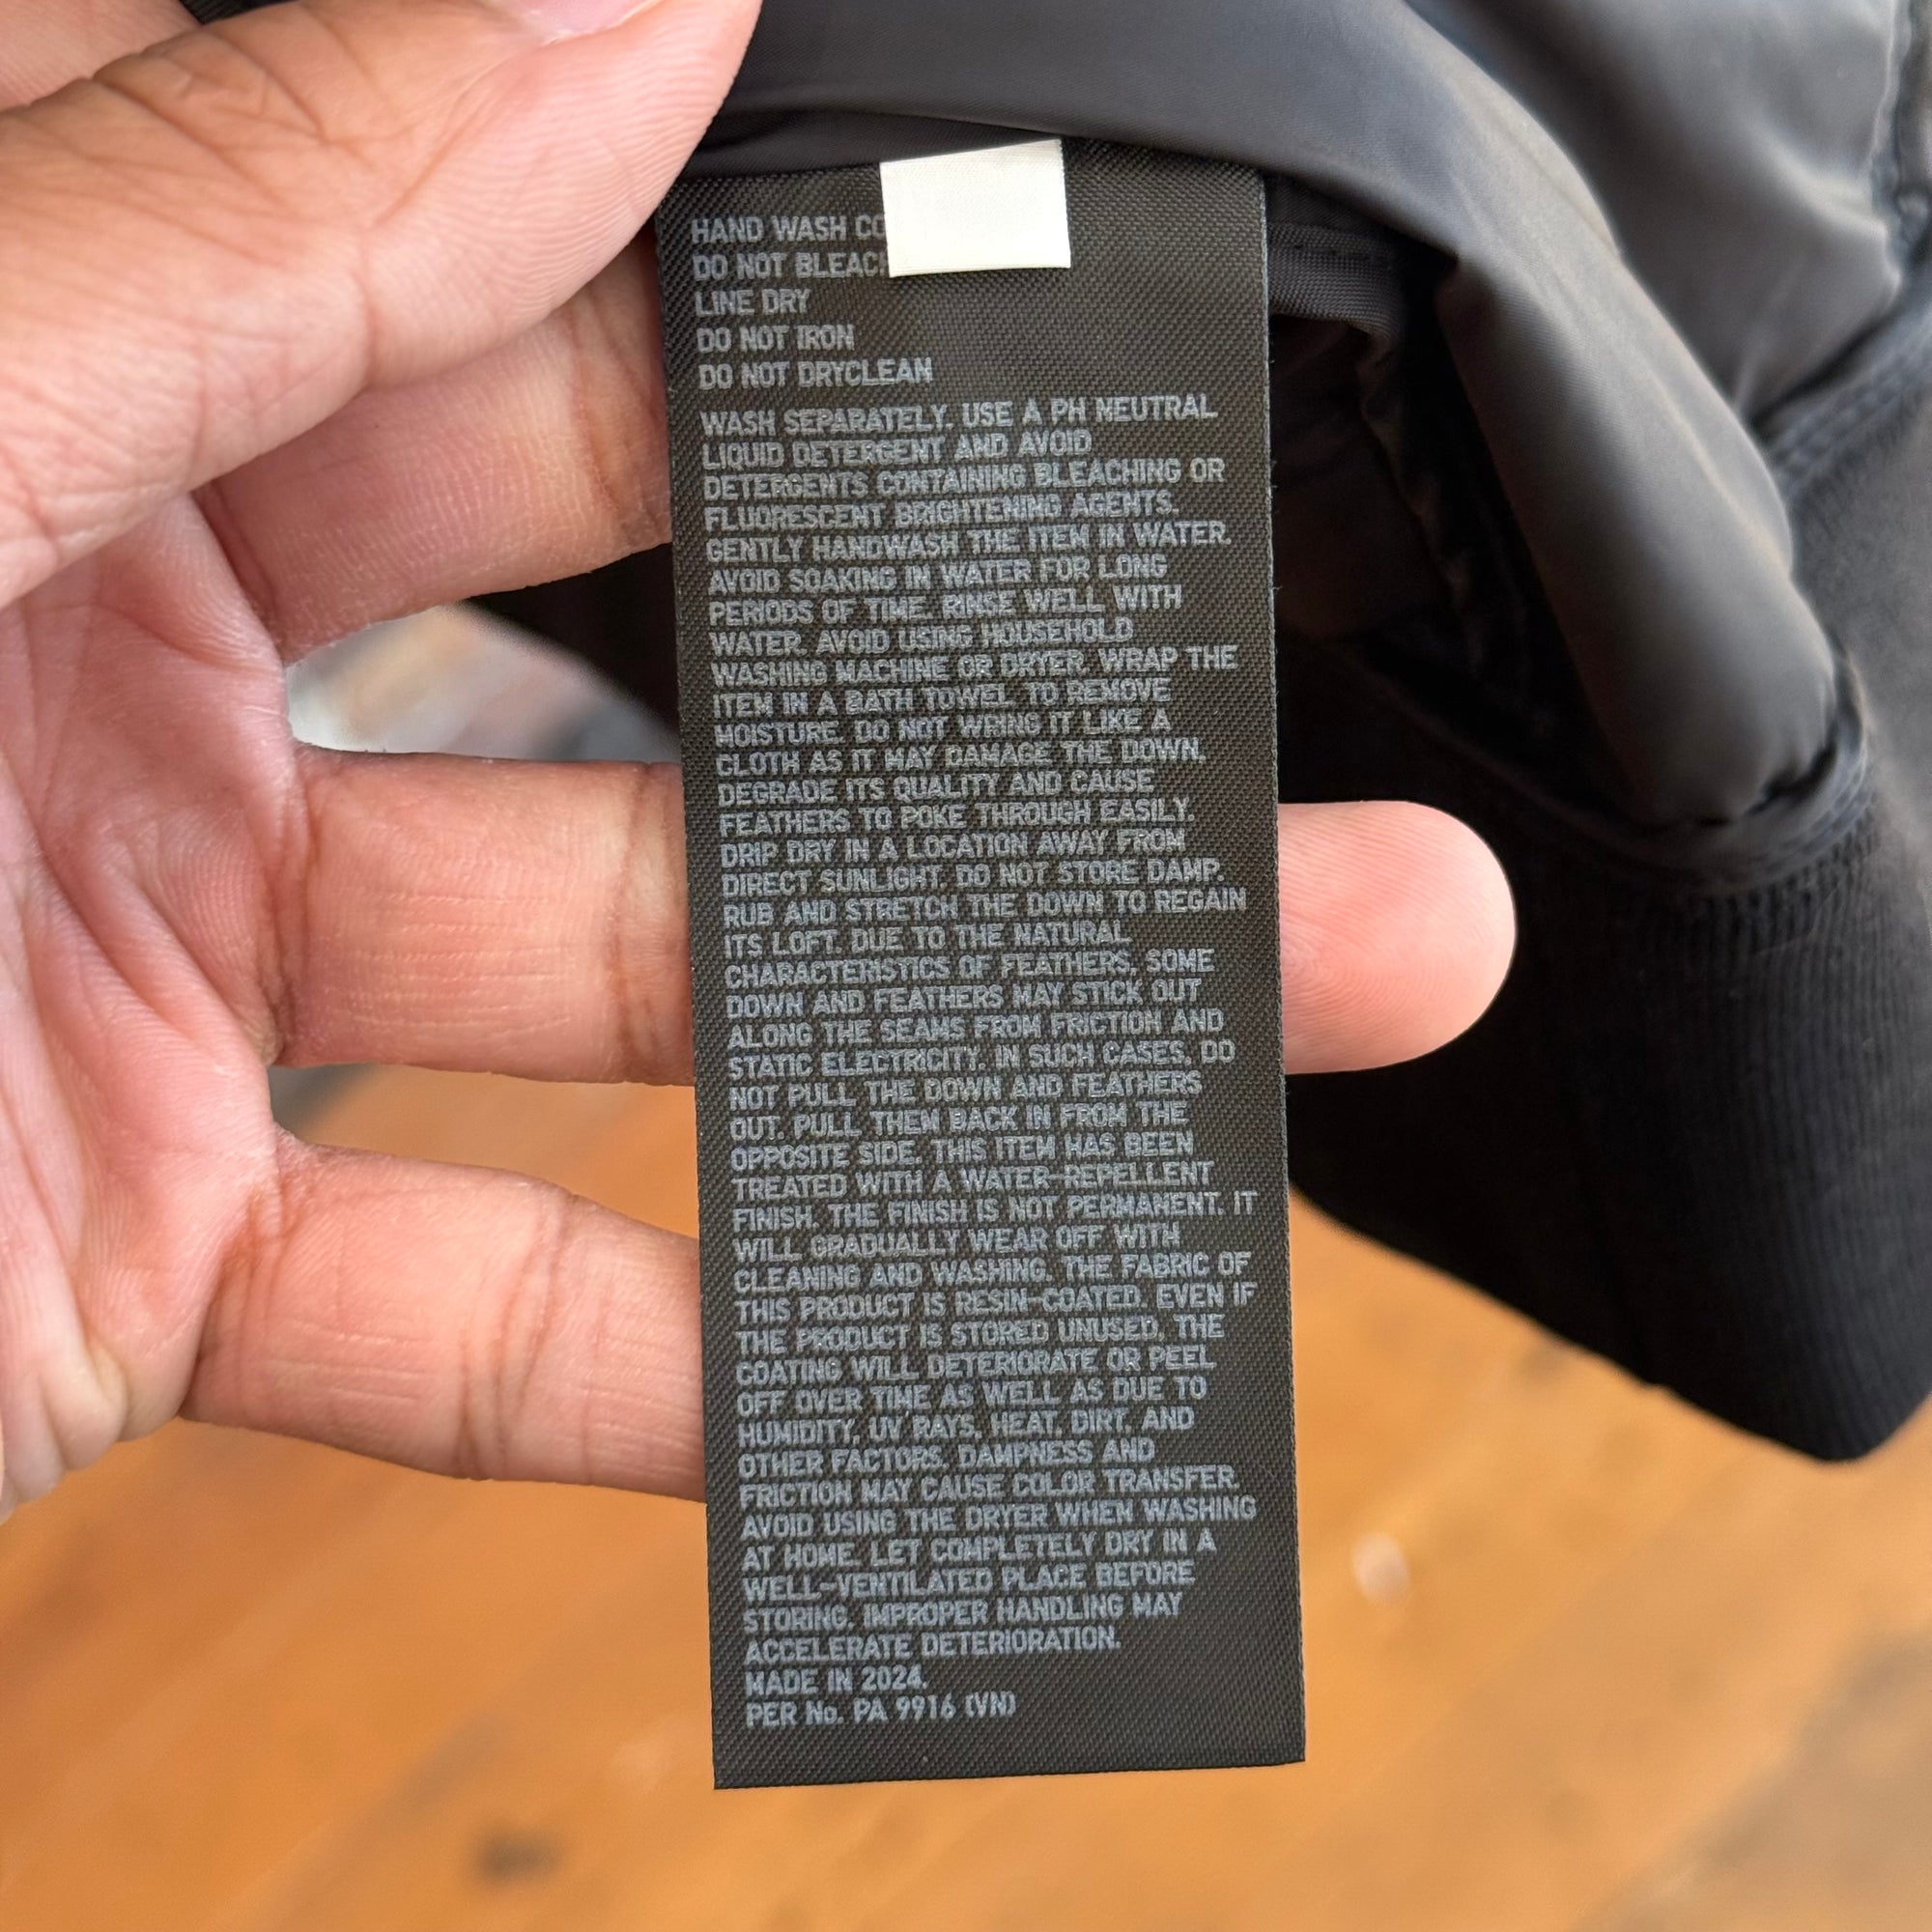 HAND WASH CO
DO NOT BLEAC
LINE DRY
DO NOT IRON
DO NOT DRYCLEAN
WASH SEPARATELY. USE A PH NEUTRAL
LIQUID DETERGENT AND AVOID
DETERGENTS CONTAINING BLEACHING OR
FLUORESCENT BRIGHTENING AGENTS.
GENTLY HANDWASH THE ITEM IN WATER.
AVOID SOAKING IN WATER FOR LONG
PERIODS OF TIME. RINSE WELL WITH
WATER. AVOID USING HOUSEHOLD
WASHING MACHINE OR DRYER. WRAP THE
ITEM IN A BATH TOWEL TO REMOVE
MOISTURE. DO NOT WRING IT LIKE A
CLOTH AS IT MAY DAMAGE THE DOWN,
DEGRADE ITS QUALITY AND CAUSE
FEATHERS TO POKE THROUGH EASILY.
DRIP DRY IN A LOCATION AWAY FROM
DIRECT SUNLIGHT. DO NOT STORE DAMP.
RUB AND STRETCH THE DOWN TO REGAIN
ITS LOFT. DUE TO THE NATURAL
CHARACTERISTICS OF FEATHERS, SOME
DOWN AND FEATHERS MAY STICK OUT
ALONG THE SEAMS FROM FRICTION AND
STATIC ELECTRICITY. IN SUCH CASES, DO
NOT PULL THE DOWN AND FEATHERS
OUT. PULL THEM BACK IN FROM THE
OPPOSITE SIDE. THIS ITEM HAS BEEN
TREATED WITH A WATER-REPELLENT
FINISH. THE FINISH IS NOT PERMANENT. IT
WILL GRADUALLY WEAR OFF WITH
CLEANING AND WASHING. THE FABRIC OF
THIS PRODUCT IS RESIN-COATED. EVEN IF
THE PRODUCT IS STORED UNUSED, THE
COATING WILL DETERIORATE OR PEEL
OFF OVER TIME AS WELL AS DUE TO
HUMIDITY, UV RAYS, HEAT, DIRT, AND
OTHER FACTORS. DAMPNESS AND
FRICTION MAY CAUSE COLOR TRANSFER.
AVOID USING THE DRYER WHEN WASHING
AT HOME. LET COMPLETELY DRY IN A
WELL-VENTILATED PLACE BEFORE
STORING. IMPROPER HANDLING MAY
ACCELERATE DETERIORATION.
MADE IN 2024.
PER No. PA 9916 (VN)